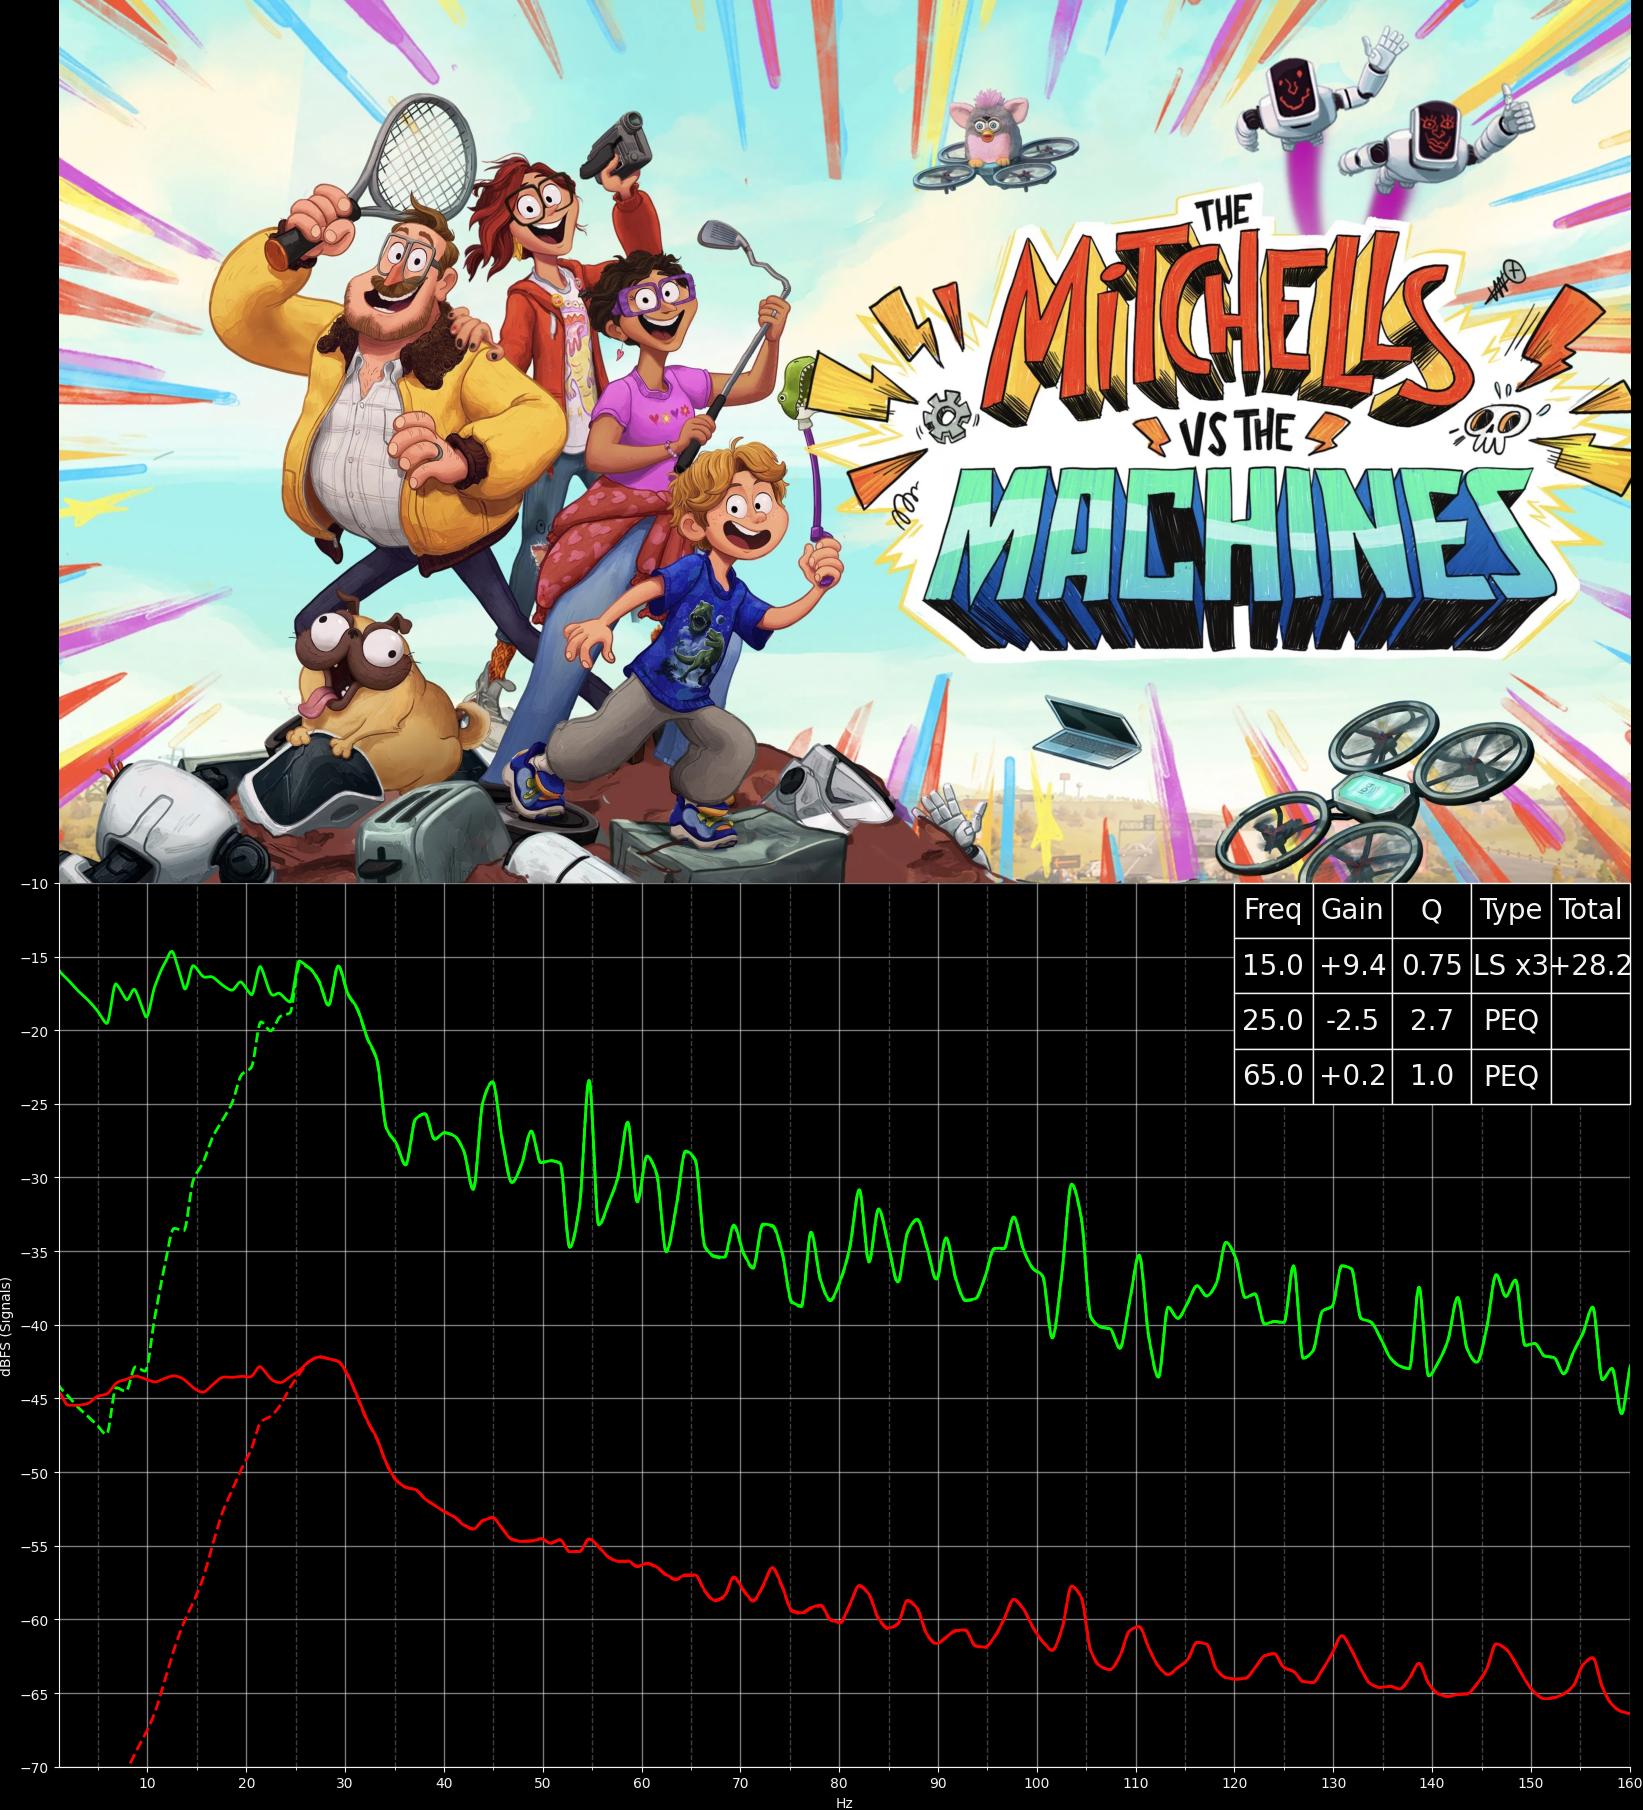 THE
MiTCHELLS
VS THE
MACHINES
Freq Gain Q Type Total
15.0 +9.4 0.75 LS x3 +28.2
25.0 -2.5 2.7 PEQ
65.0 +0.2 1.0 PEQ
−10
−15
−20
−25
−30
−35
−40
−45
−50
−55
−60
−65
−70
dBFS (Signals)
10 20 30 40 50 60 70 80 90 100 110 120 130 140 150 160
Hz